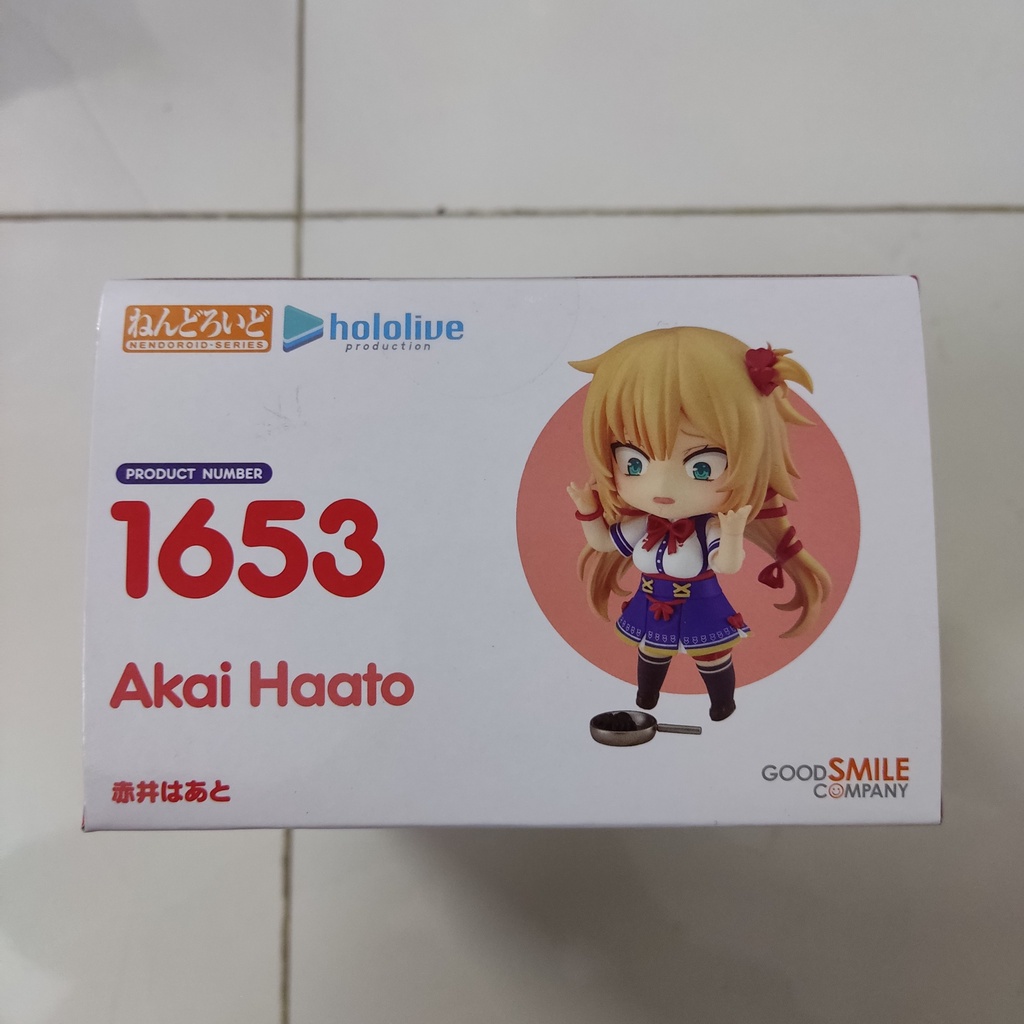 ねんどろいど
NENDOROID-SERIES
hololive
production
PRODUCT NUMBER
1653
Akai Haato
赤井はあと
GOOD SMILE
COMPANY